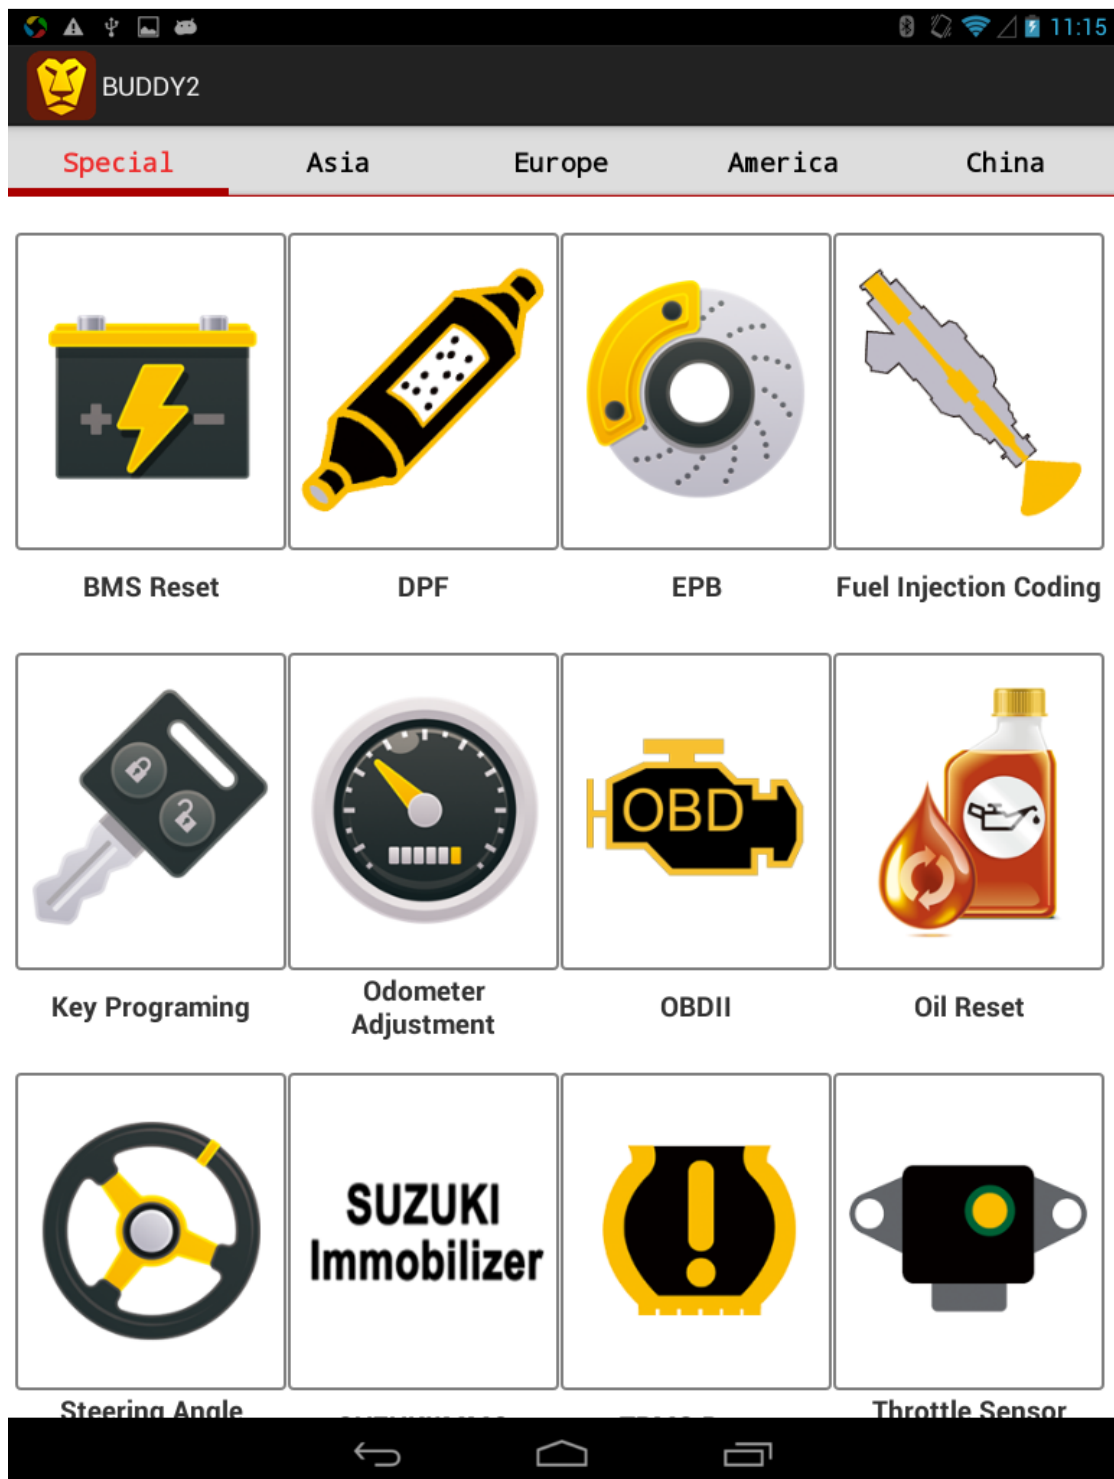 11:15
BUDDY2
Special Asia Europe America China
BMS Reset DPF EPB Fuel Injection Coding
OBD
Key Programing Odometer Adjustment OBDII Oil Reset
SUZUKI
Immobilizer
Steering Angle Throttle Sensor